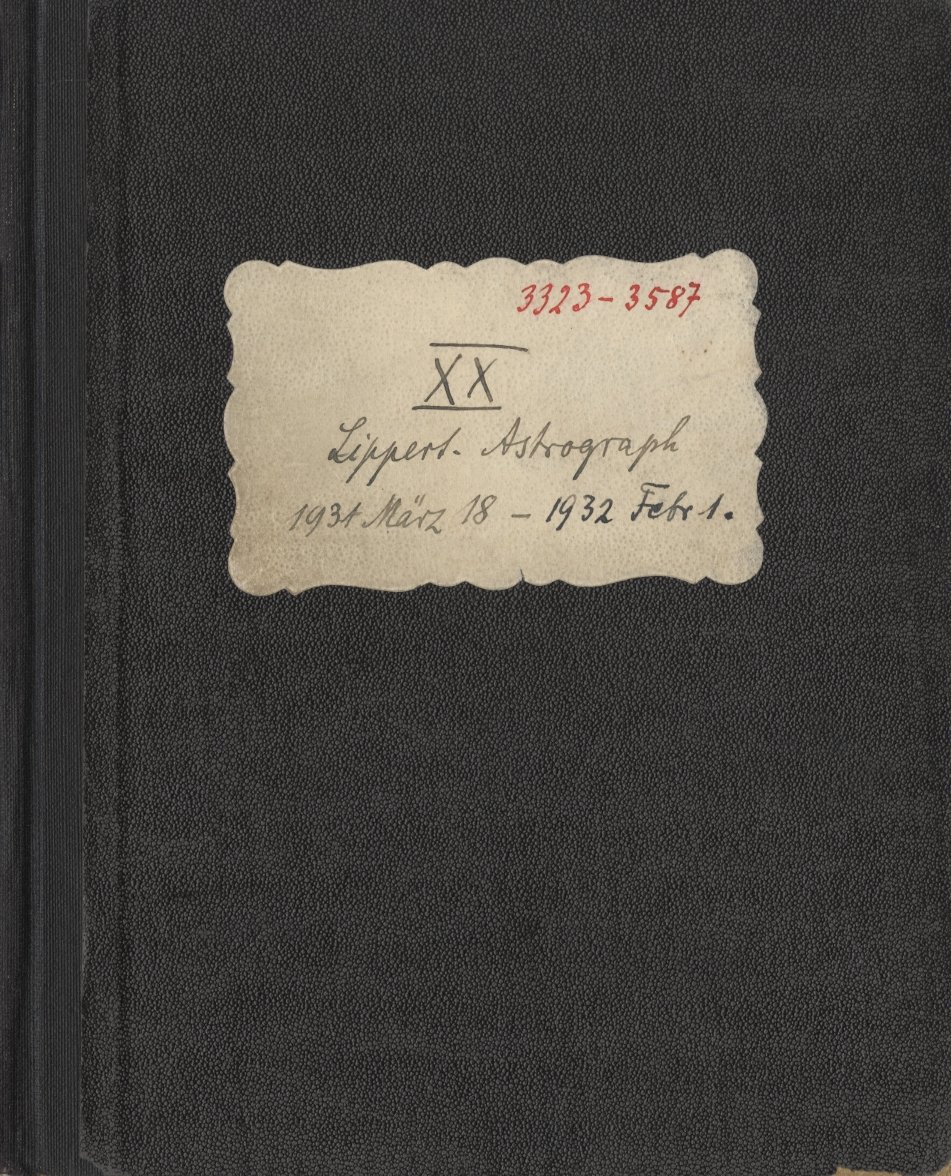 3323 – 3587
XX
Lippert-Astrograph
1931 März 18 – 1932 Febr 1.